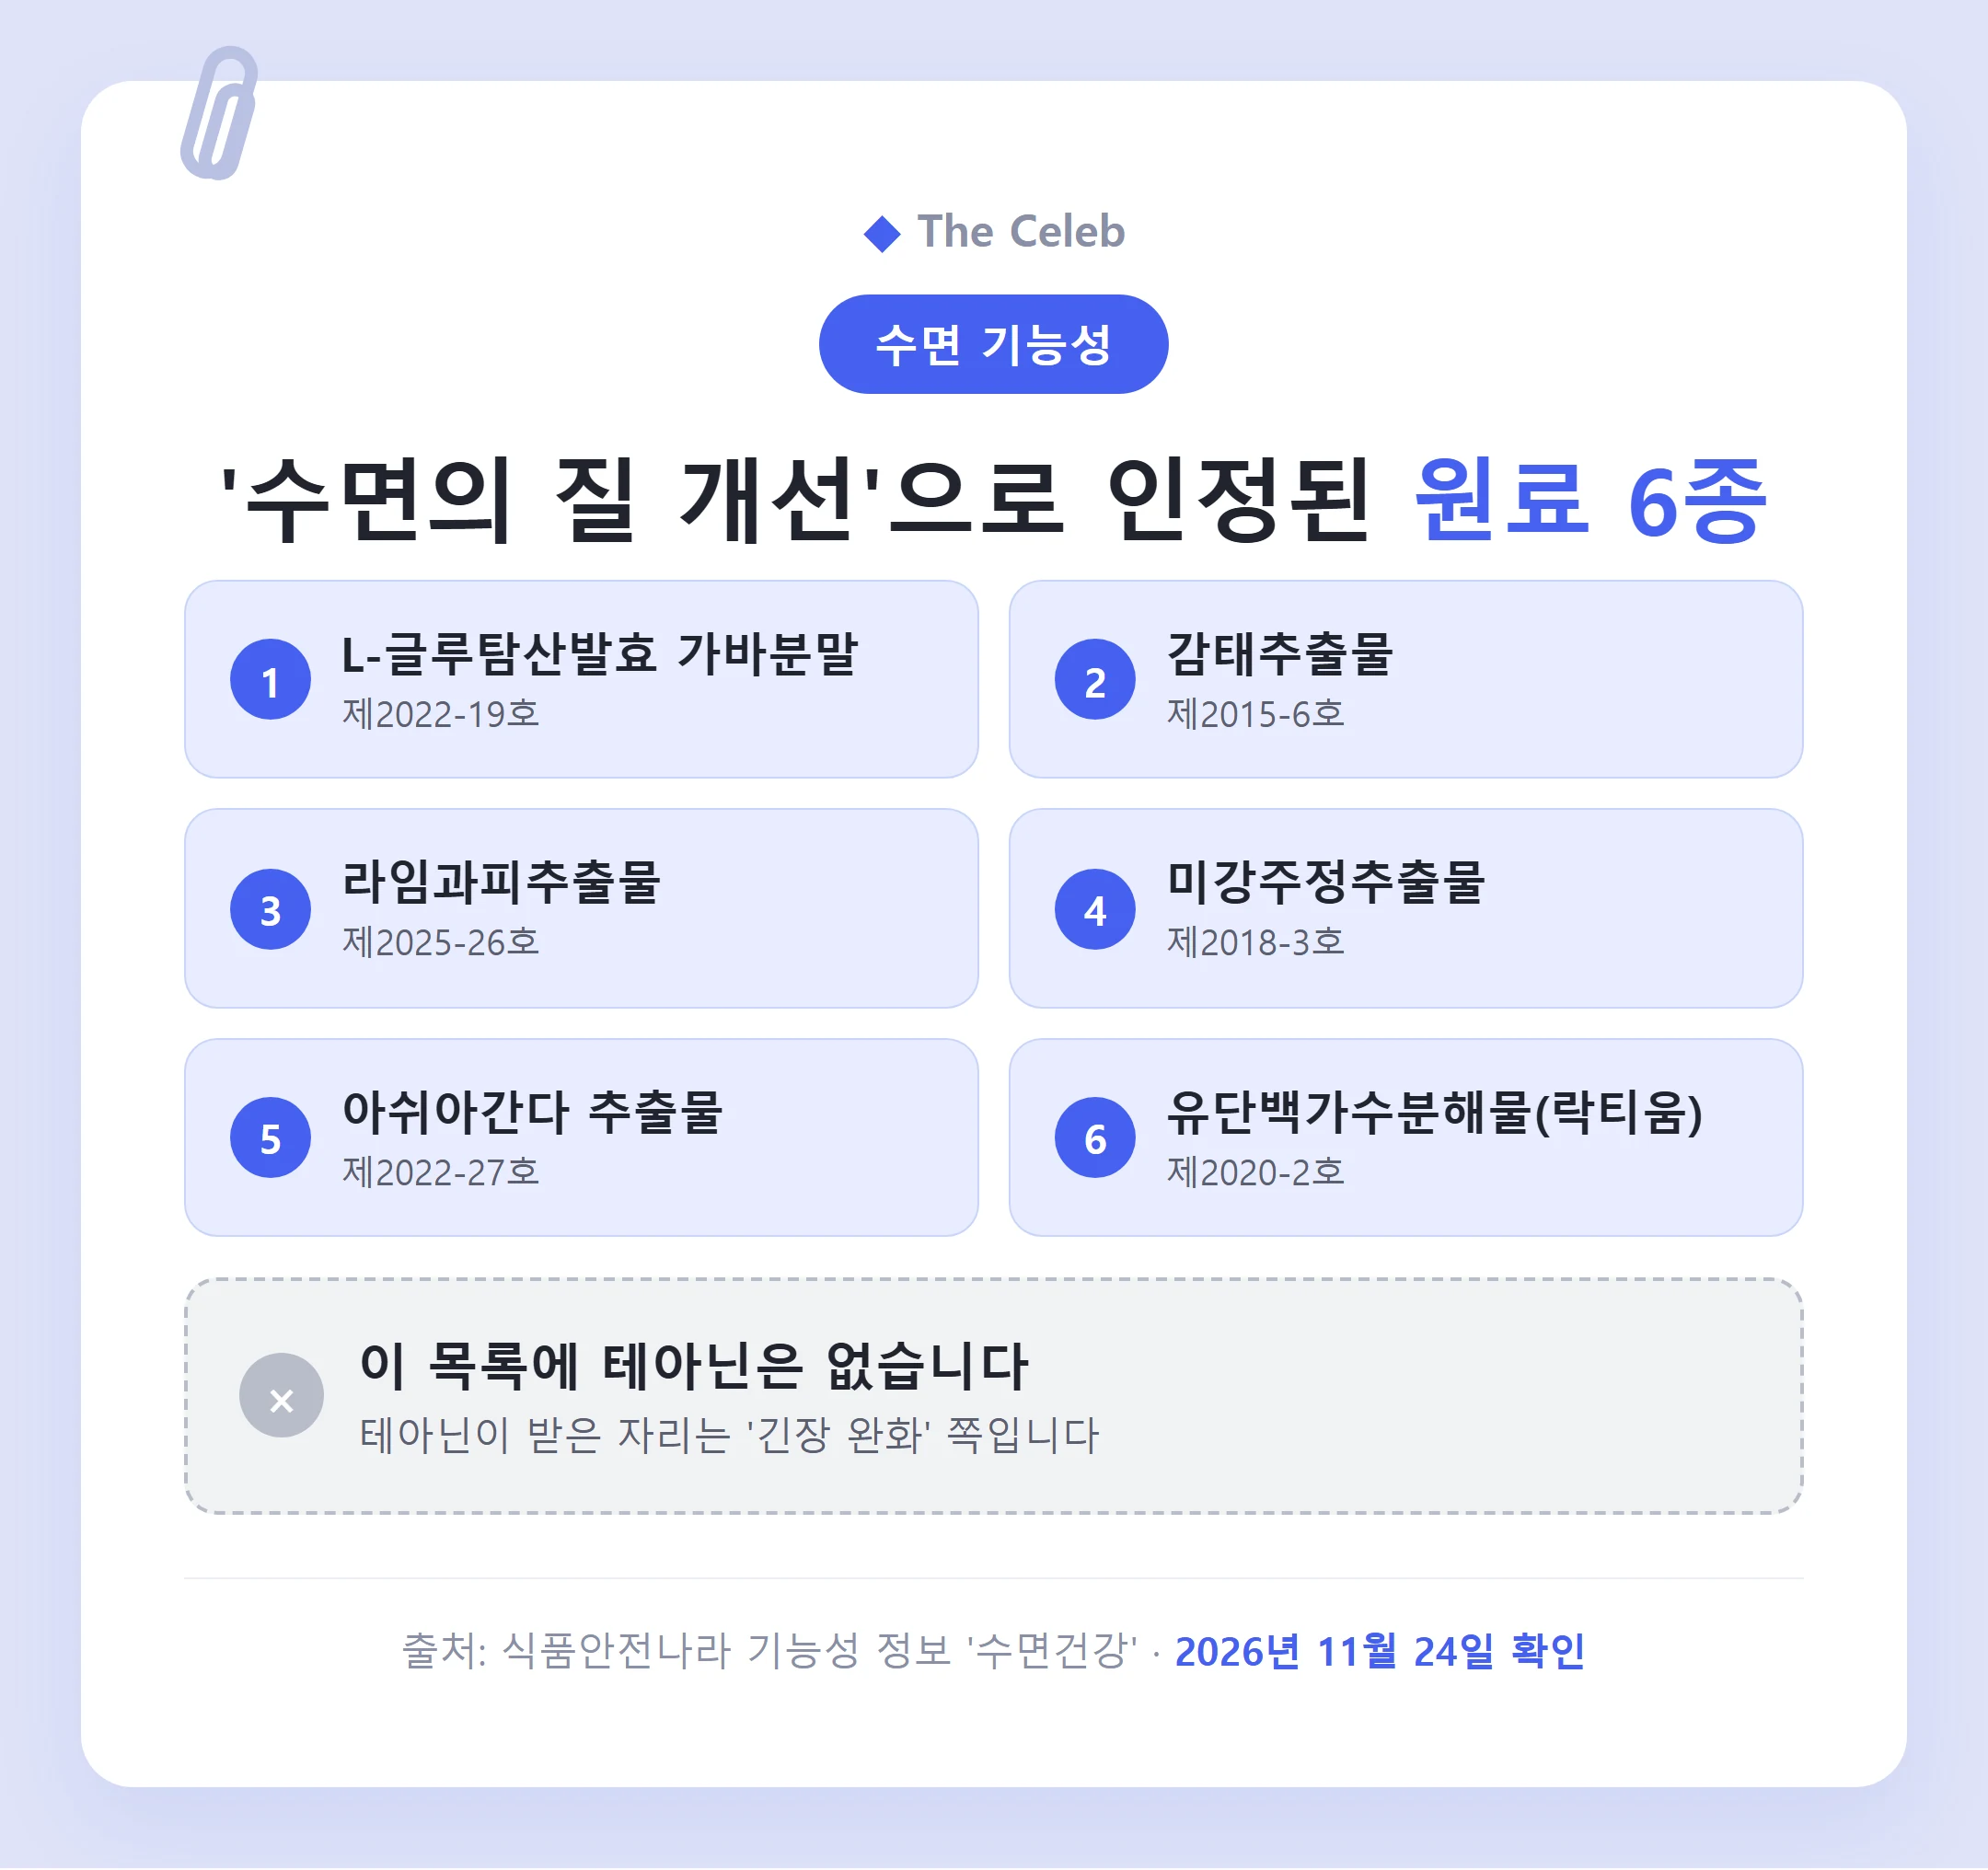 The Celeb
수면 기능성
'수면의 질 개선'으로 인정된 원료 6종
1
L-글루탐산발효 가바분말
제2022-19호
2
감태추출물
제2015-6호
3
라임과피추출물
제2025-26호
4
미강주정추출물
제2018-3호
5
아쉬아간다 추출물
제2022-27호
6
유단백가수분해물(락티움)
제2020-2호
×
이 목록에 테아닌은 없습니다
테아닌이 받은 자리는 '긴장 완화' 쪽입니다
출처: 식품안전나라 기능성 정보 '수면건강' · 2026년 11월 24일 확인